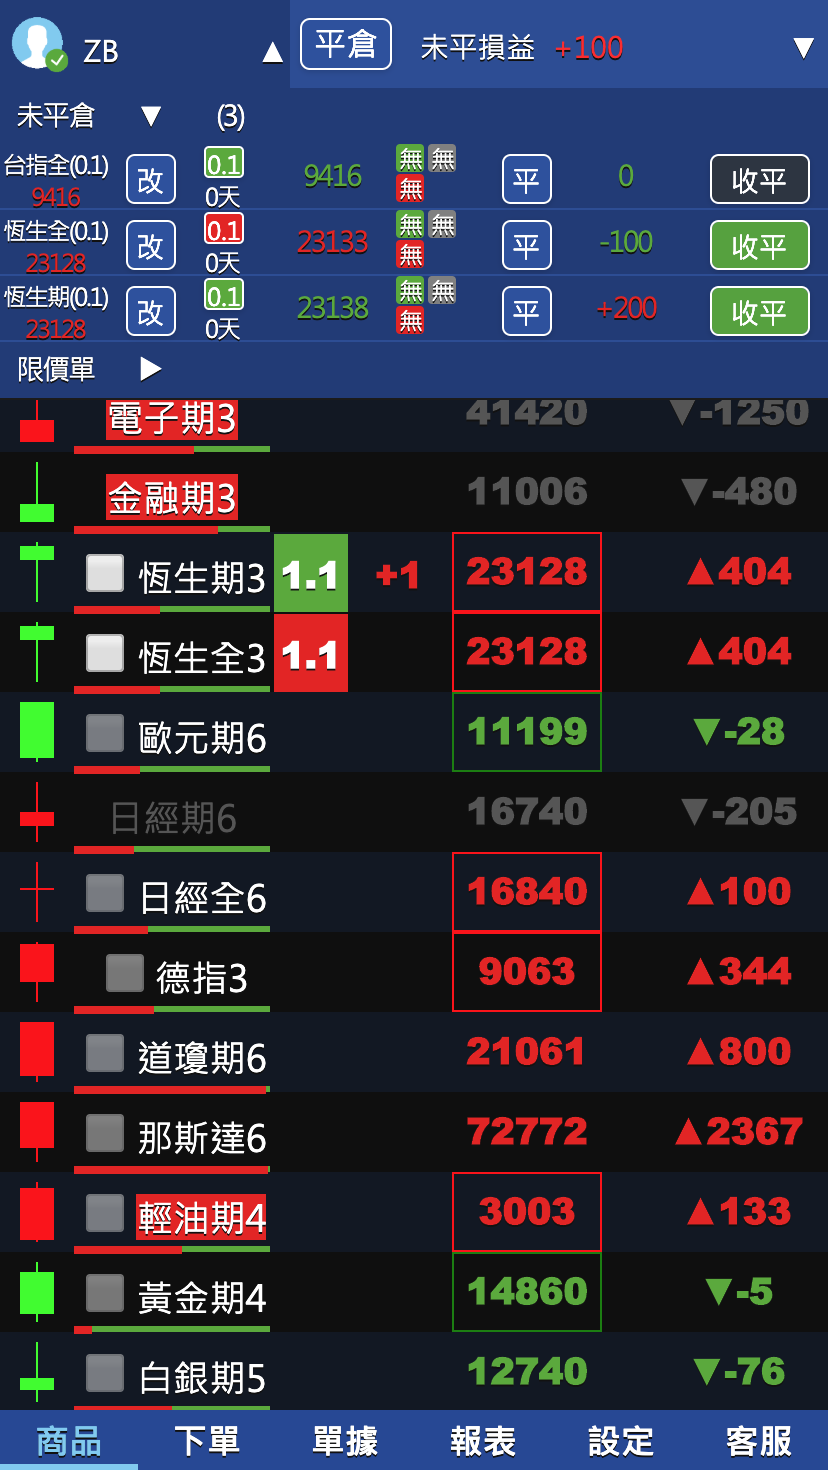 ZB ▲ 平倉 未平損益 +100 ▼
未平倉 ▼ (3)
台指全(0.1) 改 0.1 9416 無 無 平 0 收平
9416 0天 無
恆生全(0.1) 改 0.1 23133 無 無 平 -100 收平
23128 0天 無
恆生期(0.1) 改 0.1 23138 無 無 平 +200 收平
23128 0天 無
限價單 ▶
電子期3 41420 ▼-1250
金融期3 11006 ▼-480
恆生期3 1.1 +1 23128 ▲404
恆生全3 1.1 23128 ▲404
歐元期6 11199 ▼-28
日經期6 16740 ▼-205
日經全6 16840 ▲100
德指3 9063 ▲344
道瓊期6 21061 ▲800
那斯達6 72772 ▲2367
輕油期4 3003 ▲133
黃金期4 14860 ▼-5
白銀期5 12740 ▼-76
商品 下單 單據 報表 設定 客服